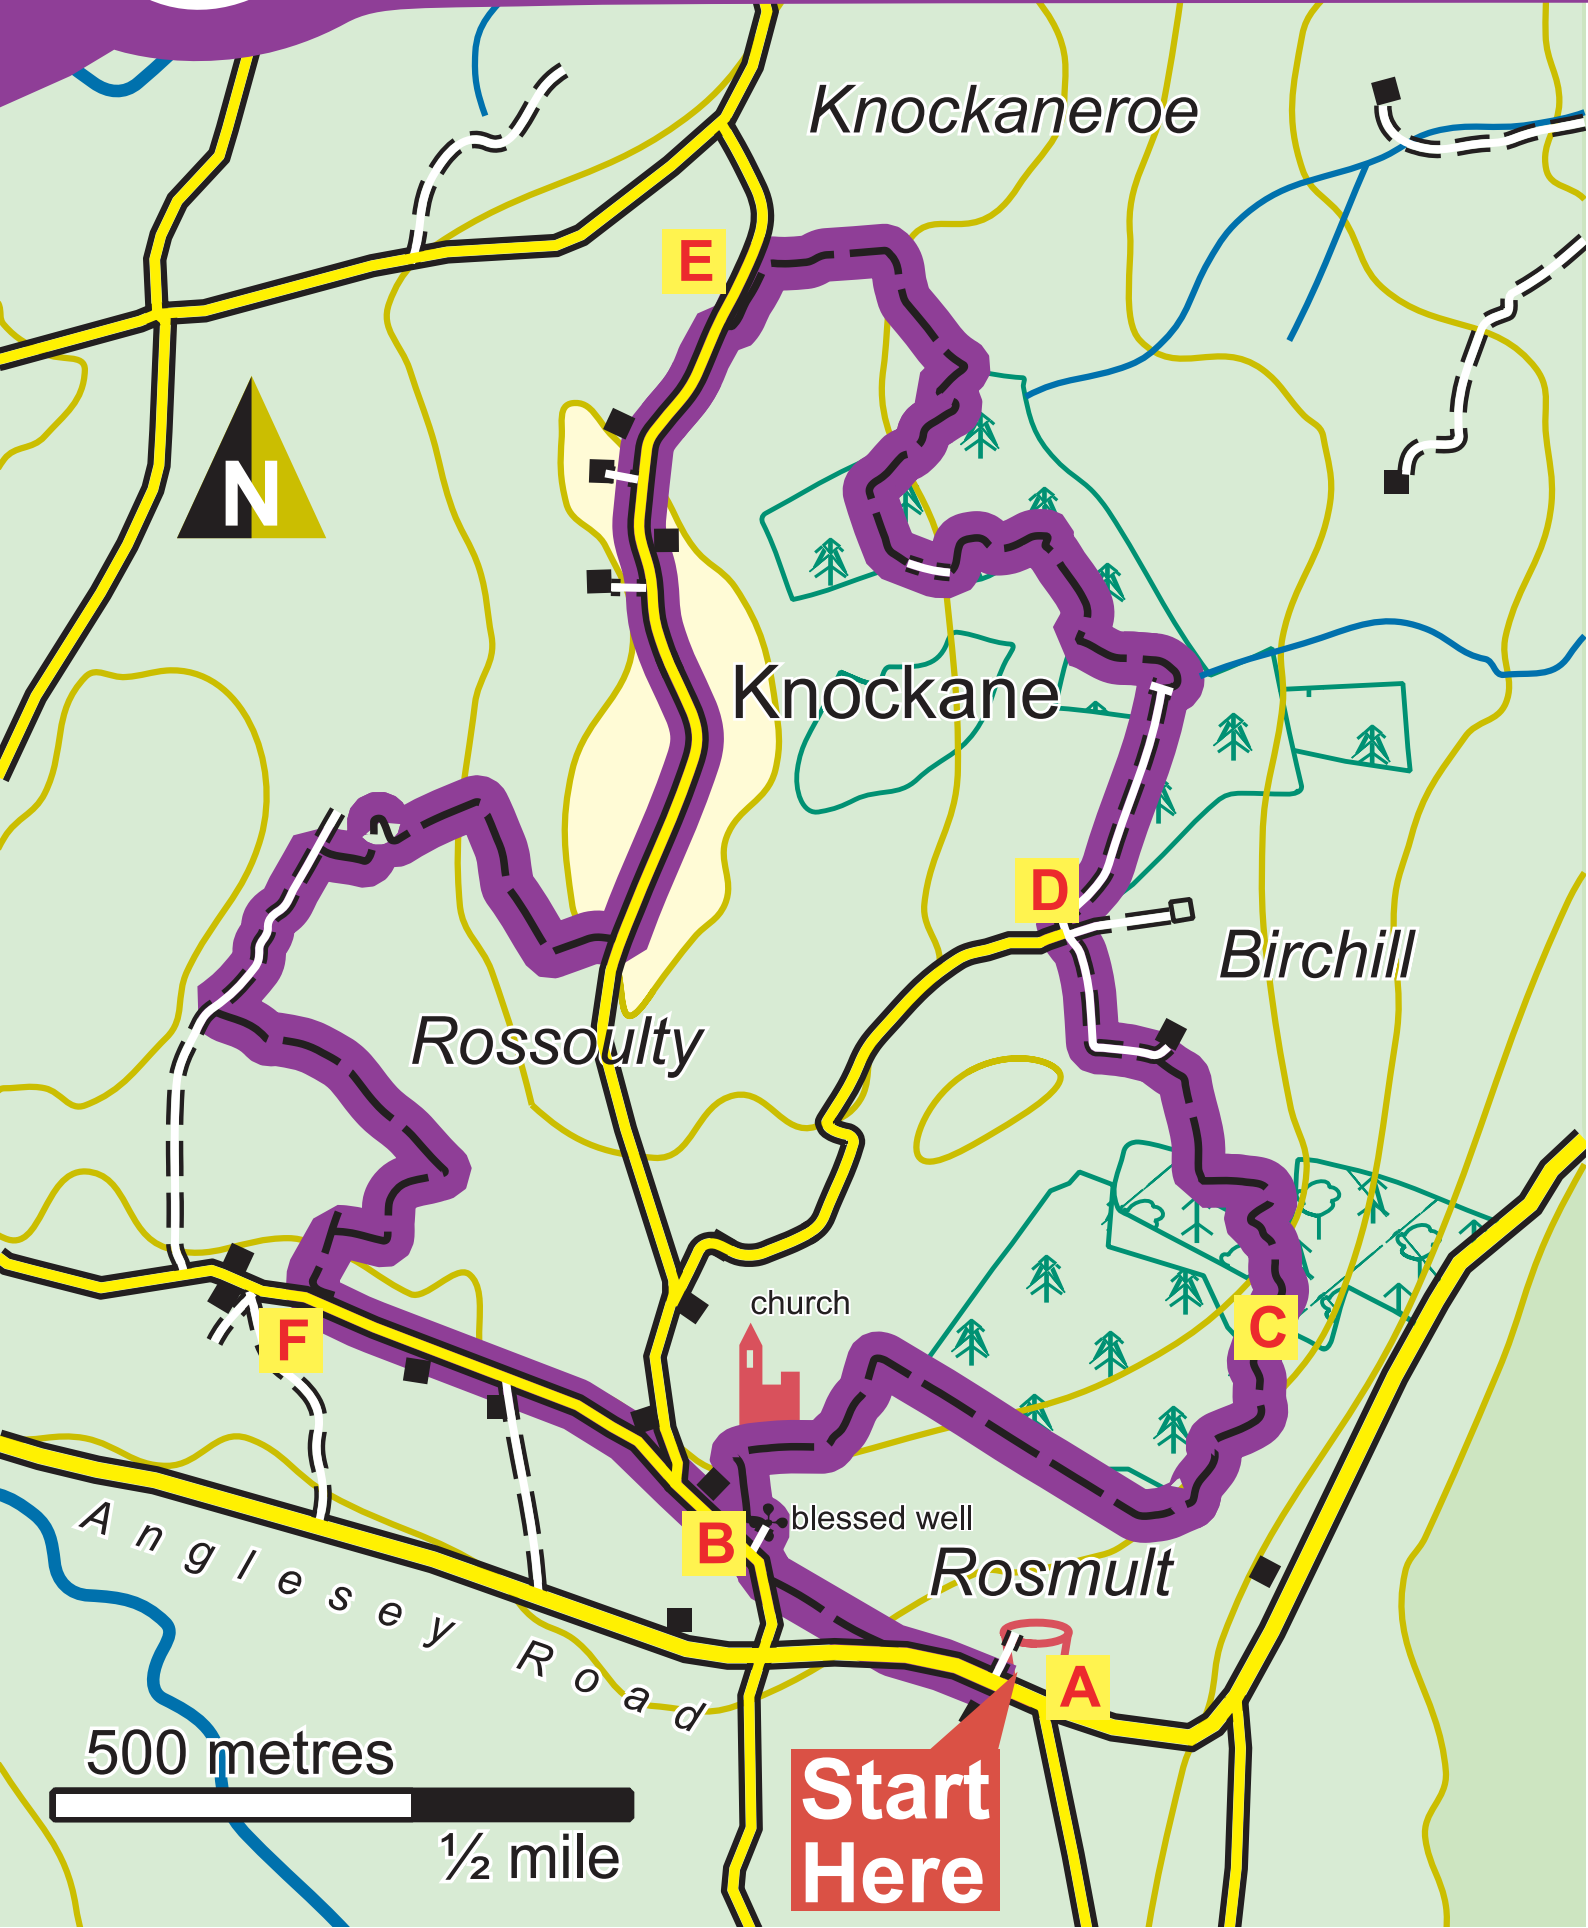 Knockaneroe
E
N
Knockane
D
Birchill
Rossoulty
church
C
F
blessed well
B
Rosmult
Anglesey Road
A
500 metres
½ mile
Start
Here